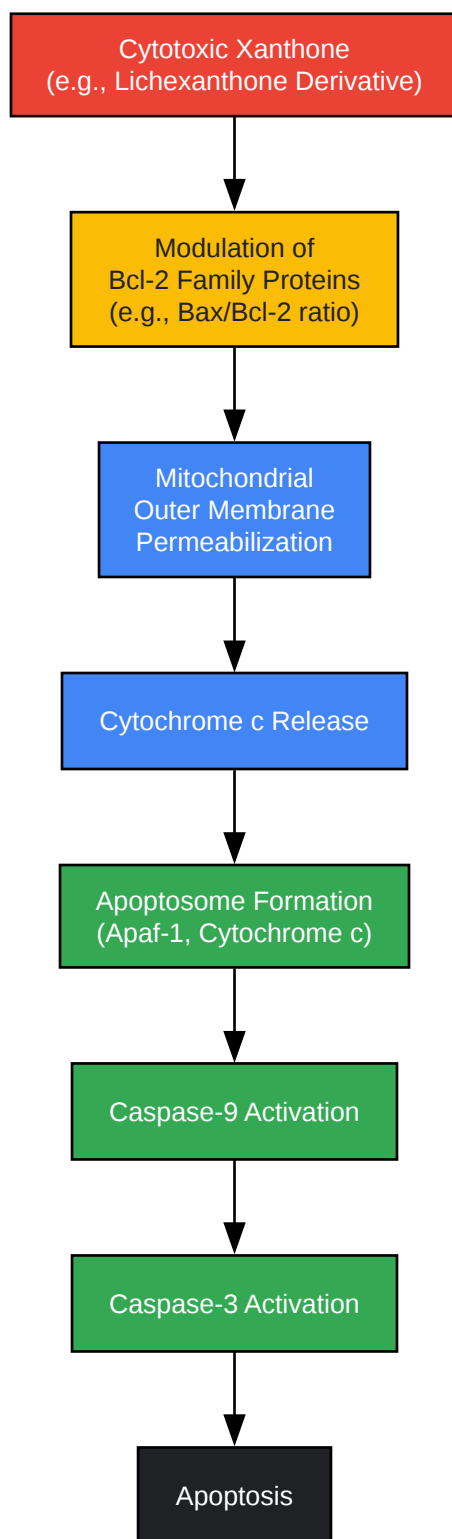 Cytotoxic Xanthone
(e.g., Lichexanthone Derivative)
Modulation of
Bcl-2 Family Proteins
(e.g., Bax/Bcl-2 ratio)
Mitochondrial
Outer Membrane
Permeabilization
Cytochrome c Release
Apoptosome Formation
(Apaf-1, Cytochrome c)
Caspase-9 Activation
Caspase-3 Activation
Apoptosis